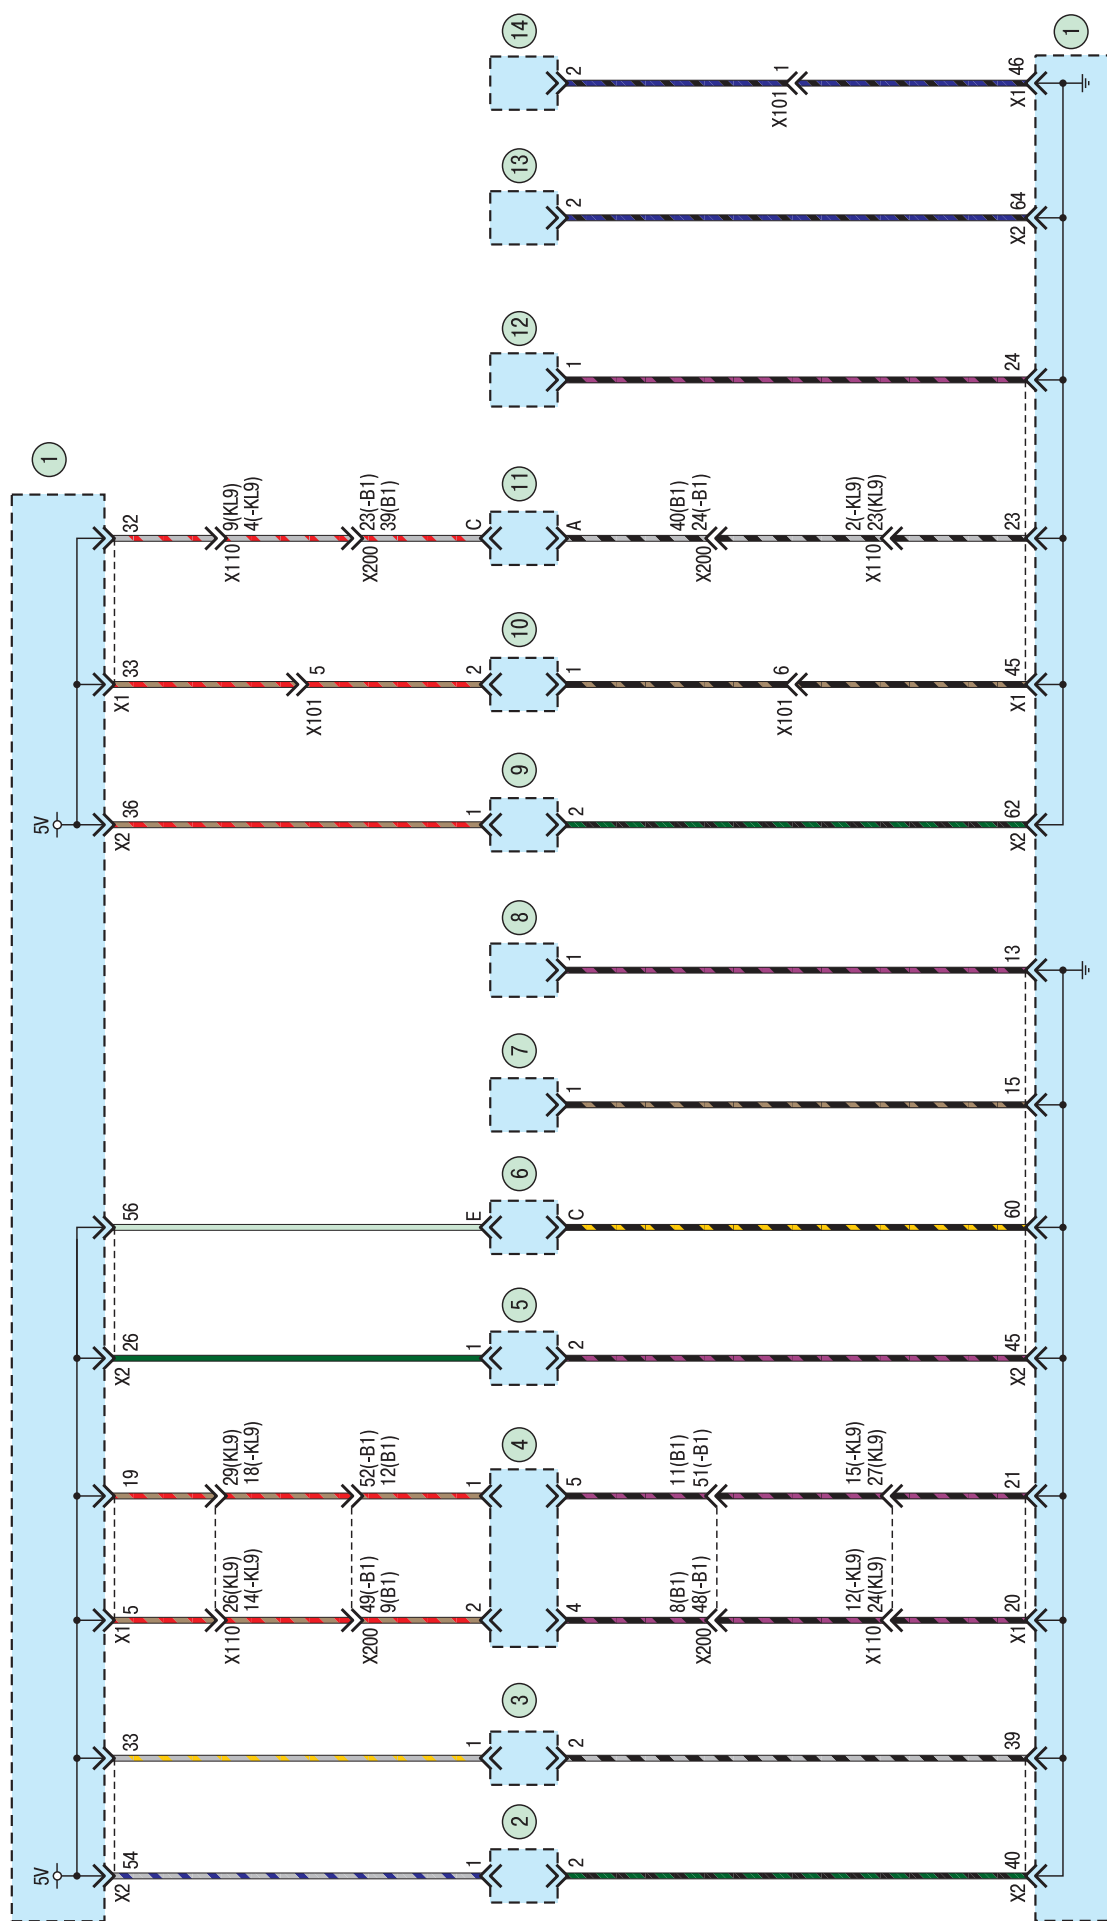 5V
5V
1
54
33
5
19
26
56
36
33
32
X2
X1
X2
X2
X1
26(KL9)
14(-KL9)
29(KL9)
18(-KL9)
9(KL9)
4(-KL9)
X110
X110
5
X101
49(-B1)
9(B1)
52(-B1)
12(B1)
23(-B1)
39(B1)
X200
X200
1
1
2
1
1
E
1
2
C
2
3
4
5
6
7
8
9
10
11
12
13
14
2
2
4
5
2
C
1
1
2
1
A
1
2
2
8(B1)
48(-B1)
11(B1)
51(-B1)
40(B1)
24(-B1)
X200
X200
6
X101
1
X101
12(-KL9)
24(KL9)
15(-KL9)
27(KL9)
2(-KL9)
23(KL9)
X110
X110
40
39
20
21
45
60
15
13
62
45
23
24
64
46
X2
X1
X2
X2
X1
X2
X1
1